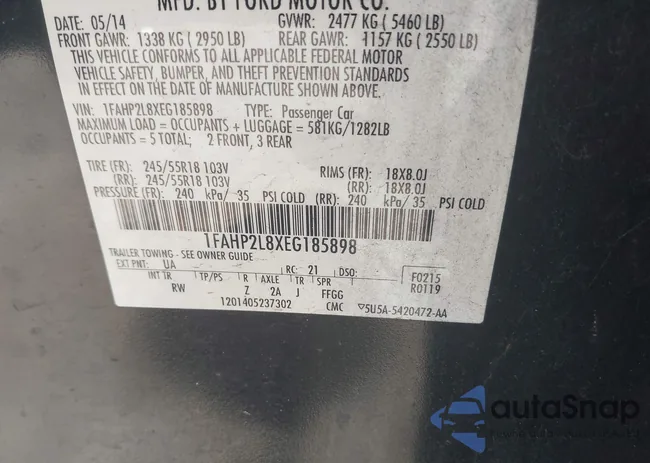 MFD. BY FORD MOTOR CO.
DATE: 05/14 GVWR: 2477 KG ( 5460 LB)
FRONT GAWR: 1338 KG ( 2950 LB) REAR GAWR: 1157 KG ( 2550 LB)
THIS VEHICLE CONFORMS TO ALL APPLICABLE FEDERAL MOTOR
VEHICLE SAFETY, BUMPER, AND THEFT PREVENTION STANDARDS
IN EFFECT ON THE DATE OF MANUFACTURE SHOWN ABOVE.
VIN: 1FAHP2L8XEG185898 TYPE: Passenger Car
MAXIMUM LOAD = OCCUPANTS + LUGGAGE = 581KG/1282LB
OCCUPANTS = 5 TOTAL; 2 FRONT, 3 REAR
TIRE (FR): 245/55R18 103V RIMS (FR): 18X8.0J
(RR): 245/55R18 103V (RR): 18X8.0J
PRESSURE (FR): 240 kPa/ 35 PSI COLD (RR): 240 kPa/ 35 PSI COLD
1FAHP2L8XEG185898
TRAILER TOWING - SEE OWNER GUIDE
EXT PNT: UA RC: 21 DSO: F0215
INT TR TP/PS R AXLE TR SPR R0119
RW Z 2A J FFGG
1201405237302 CMC ▽5U5A-5420472-AA
autoSnap